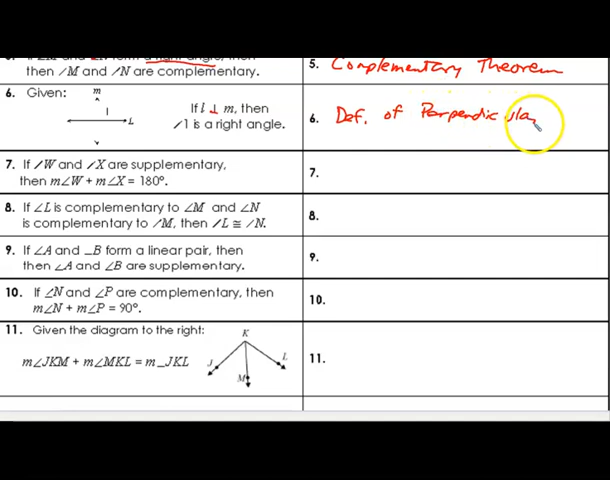 then ∠M and ∠N are complementary.
5. Complementary Theorem
6. Given:
m
If l ⊥ m, then
1
L
∠1 is a right angle.
6. Def. of Perpendicular
7. If ∠W and ∠X are supplementary,
then m∠W + m∠X = 180°.
7.
8. If ∠L is complementary to ∠M and ∠N
is complementary to ∠M, then ∠L ≅ ∠N.
8.
9. If ∠A and ∠B form a linear pair, then
then ∠A and ∠B are supplementary.
9.
10. If ∠N and ∠P are complementary, then
m∠N + m∠P = 90°.
10.
11. Given the diagram to the right:
K
J
L
m∠JKM + m∠MKL = m∠JKL
M
11.